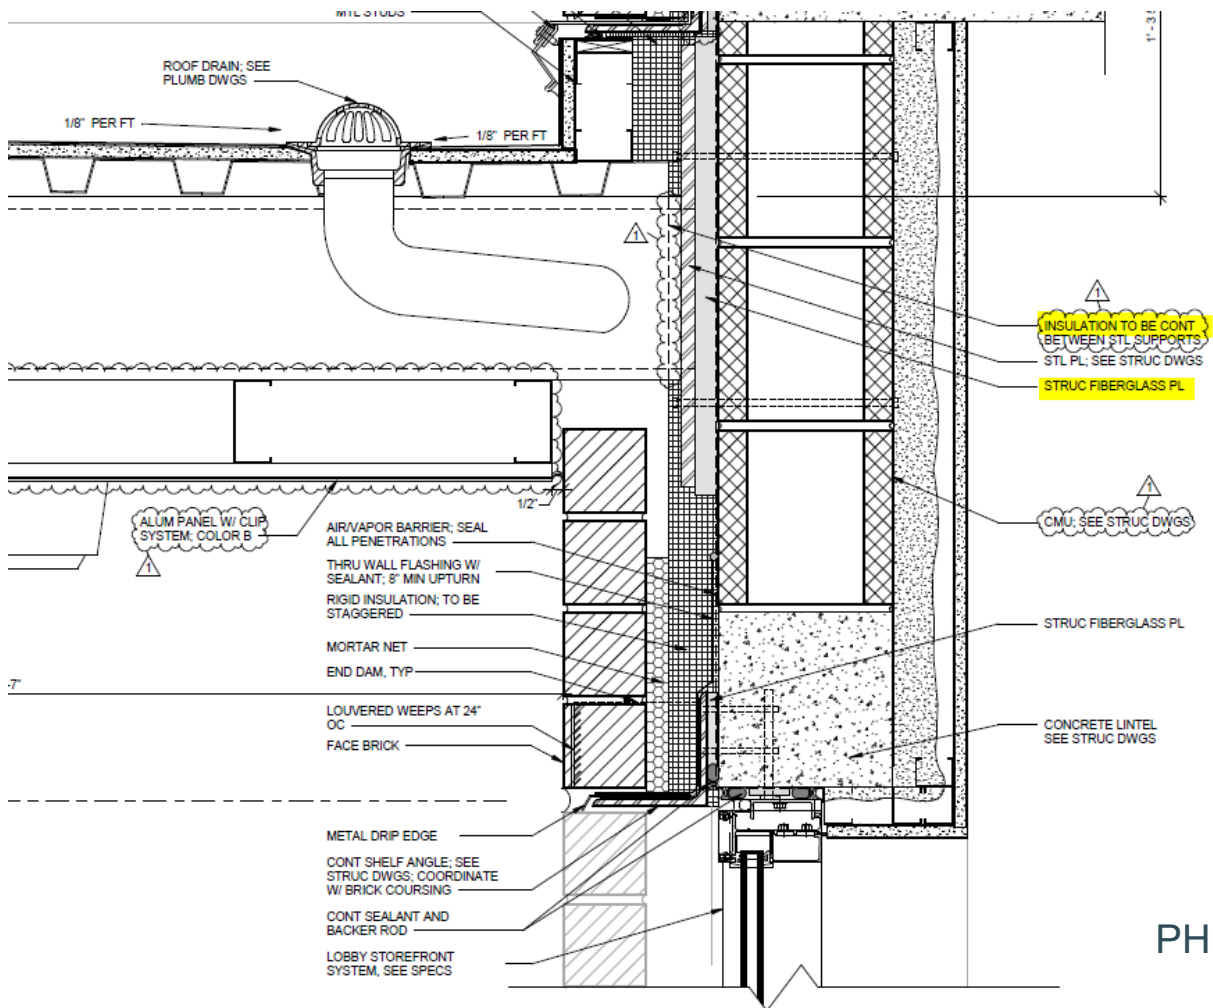 MTL STUDS
1' - 3
ROOF DRAIN; SEE
PLUMB DWGS
1/8" PER FT
1/8" PER FT
1
1
INSULATION TO BE CONT
BETWEEN STL SUPPORTS
STL PL; SEE STRUC DWGS
STRUC FIBERGLASS PL
1/2"
ALUM PANEL W/ CLIP
SYSTEM; COLOR B
1
1
CMU; SEE STRUC DWGS
AIR/VAPOR BARRIER; SEAL
ALL PENETRATIONS
THRU WALL FLASHING W/
SEALANT; 8" MIN UPTURN
RIGID INSULATION; TO BE
STAGGERED
STRUC FIBERGLASS PL
MORTAR NET
END DAM, TYP
-7"
LOUVERED WEEPS AT 24"
OC
FACE BRICK
CONCRETE LINTEL
SEE STRUC DWGS
METAL DRIP EDGE
CONT SHELF ANGLE; SEE
STRUC DWGS; COORDINATE
W/ BRICK COURSING
CONT SEALANT AND
BACKER ROD
LOBBY STOREFRONT
SYSTEM, SEE SPECS
PH